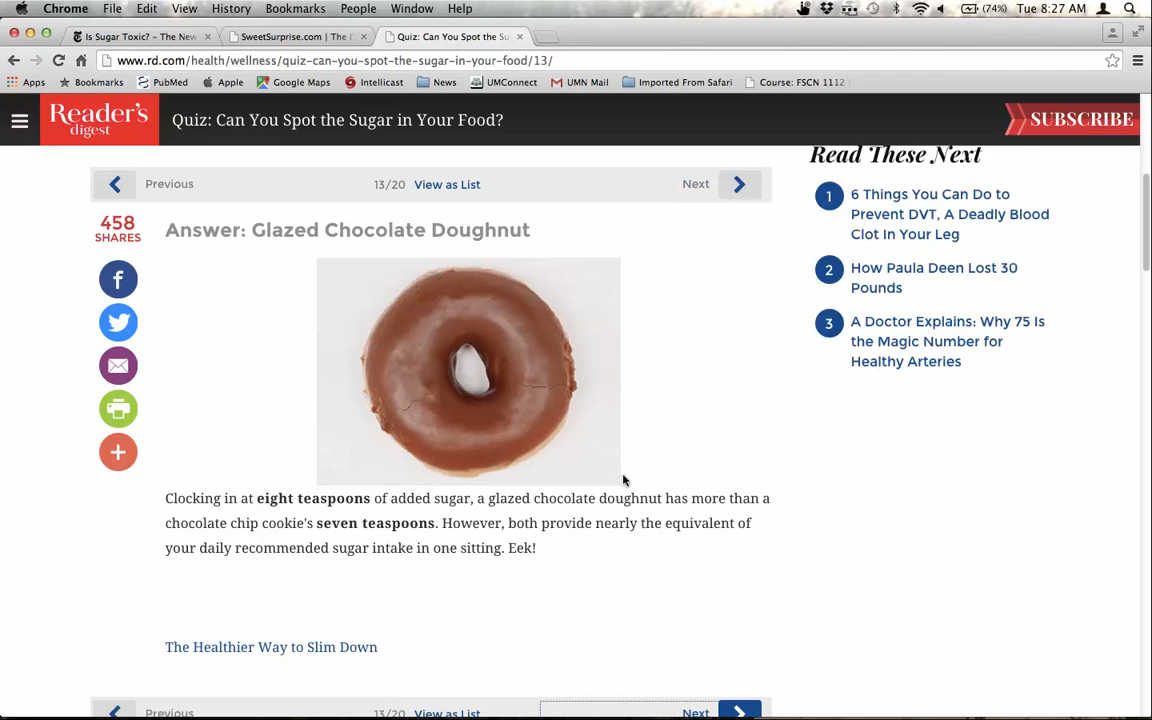 Chrome File Edit View History Bookmarks People Window Help (74%) Tue 8:27 AM
Is Sugar Toxic? – The New
SweetSurprise.com | The F
Quiz: Can You Spot the Su
www.rd.com/health/wellness/quiz-can-you-spot-the-sugar-in-your-food/13/
Apps Bookmarks PubMed Apple Google Maps Intellicast News UMConnect UMN Mail Imported From Safari Course: FSCN 1112
Reader's digest
Quiz: Can You Spot the Sugar in Your Food?
SUBSCRIBE
Previous 13/20 View as List Next
458
SHARES
Answer: Glazed Chocolate Doughnut
Clocking in at eight teaspoons of added sugar, a glazed chocolate doughnut has more than a
chocolate chip cookie's seven teaspoons. However, both provide nearly the equivalent of
your daily recommended sugar intake in one sitting. Eek!
The Healthier Way to Slim Down
Previous 13/20 View as List Next
Read These Next
1 6 Things You Can Do to
Prevent DVT, A Deadly Blood
Clot In Your Leg
2 How Paula Deen Lost 30
Pounds
3 A Doctor Explains: Why 75 Is
the Magic Number for
Healthy Arteries